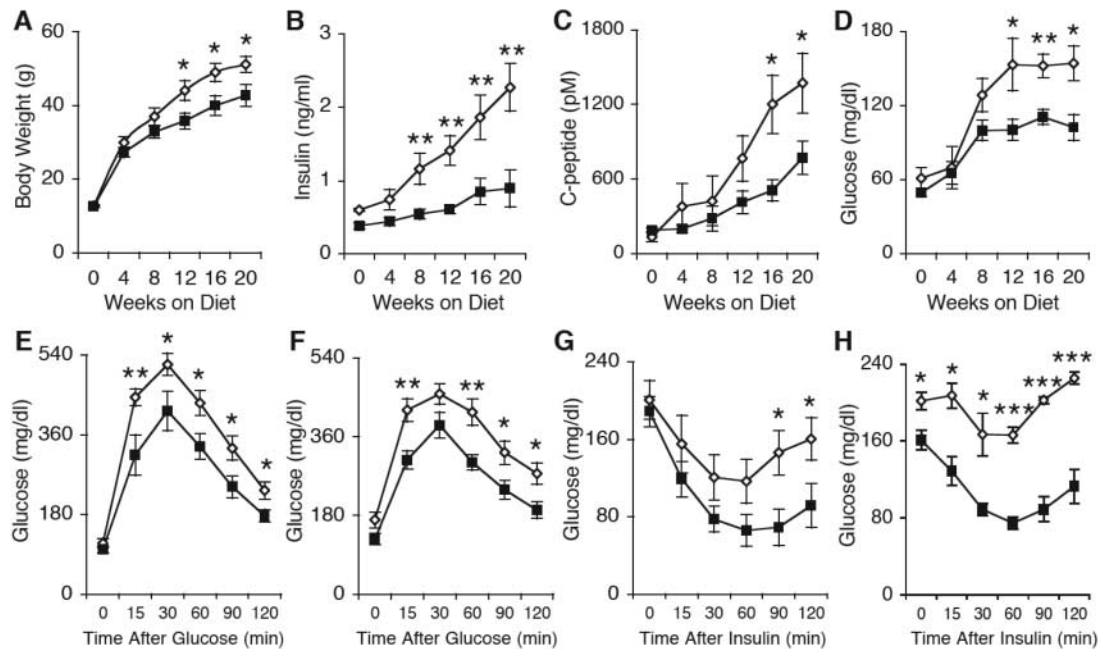 A
Body Weight (g)
60
40
20
0
*
*
*
0 4 8 12 16 20
Weeks on Diet
B
Insulin (ng/ml)
3
2
1
0
**
**
**
**
0 4 8 12 16 20
Weeks on Diet
C
C-peptide (pM)
1800
1200
600
0
*
*
0 4 8 12 16 20
Weeks on Diet
D
Glucose (mg/dl)
180
120
60
0
*
**
*
0 4 8 12 16 20
Weeks on Diet
E
Glucose (mg/dl)
540
360
180
0
**
*
*
*
*
0 15 30 60 90 120
Time After Glucose (min)
F
Glucose (mg/dl)
540
360
180
0
**
**
*
*
0 15 30 60 90 120
Time After Glucose (min)
G
Glucose (mg/dl)
240
160
80
0
*
*
0 15 30 60 90 120
Time After Insulin (min)
H
Glucose (mg/dl)
240
160
80
0
*
*
*
***
***
***
0 15 30 60 90 120
Time After Insulin (min)